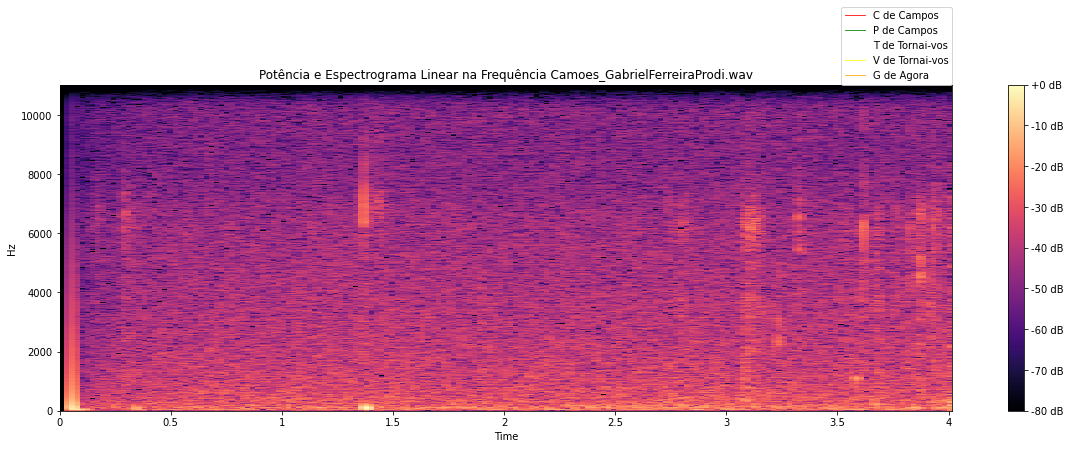 C de Campos
P de Campos
T de Tornai-vos
V de Tornai-vos
G de Agora
Potência e Espectrograma Linear na Frequência Camoes_GabrielFerreiraProdi.wav
Hz
10000
8000
6000
4000
2000
0
0
0.5
1
1.5
2
2.5
3
3.5
4
Time
+0 dB
-10 dB
-20 dB
-30 dB
-40 dB
-50 dB
-60 dB
-70 dB
-80 dB